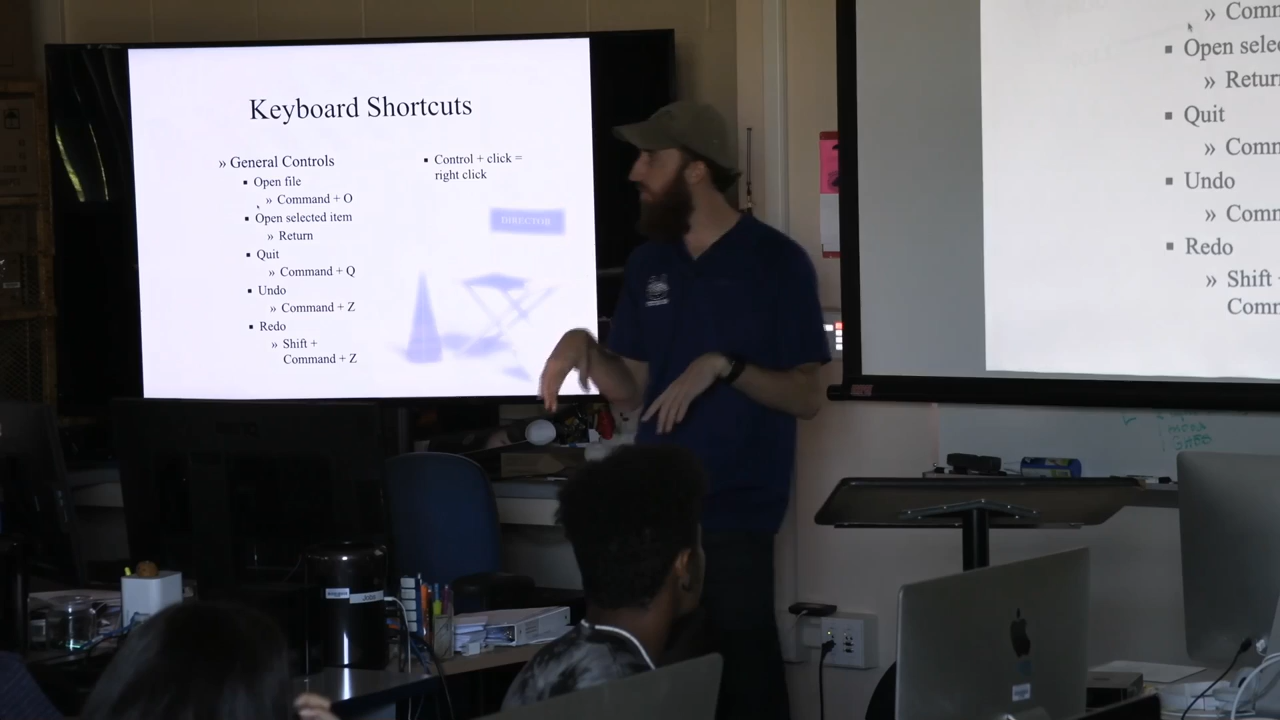 Keyboard Shortcuts
» General Controls
▪ Open file
» Command + O
▪ Open selected item
» Return
▪ Quit
» Command + Q
▪ Undo
» Command + Z
▪ Redo
» Shift +
Command + Z
▪ Control + click =
right click
DIRECTOR
» Comm
▪ Open selec
» Return
▪ Quit
» Comm
▪ Undo
» Comm
▪ Redo
» Shift
Comm